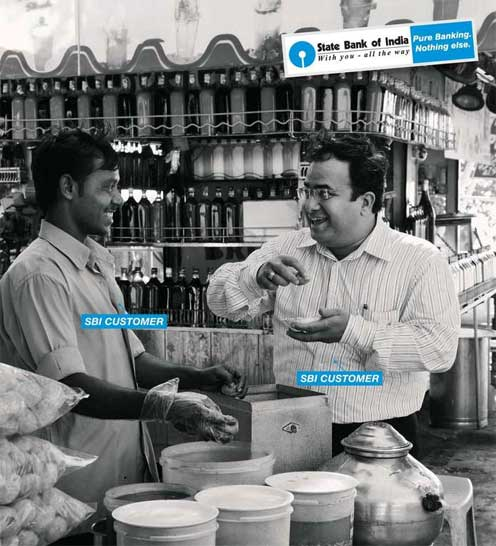 State Bank of India
With you - all the way
Pure Banking.
Nothing else.
SBI CUSTOMER
SBI CUSTOMER